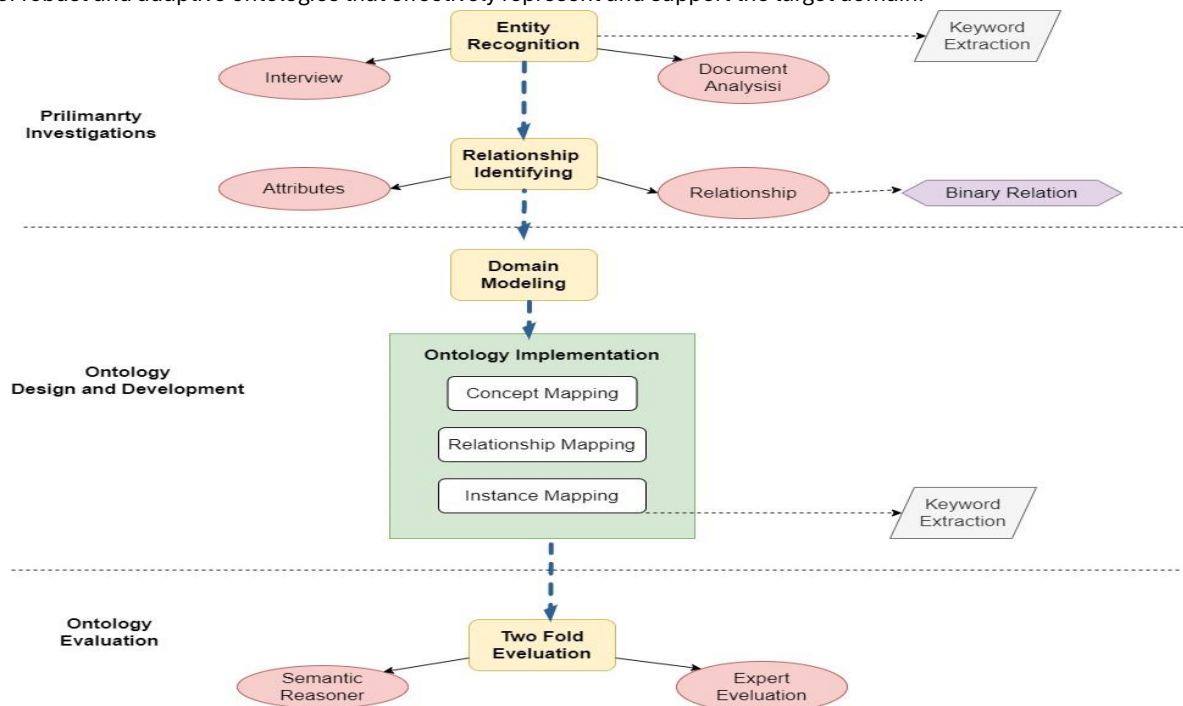 of robust and adaptive ontologies that effectively represent and support the target domain.
Entity
Recognition
Keyword
Extraction
Interview
Document
Analysisi
Prilimanrty
Investigations
Relationship
Identifying
Attributes
Relationship
Binary Relation
Domain
Modeling
Ontology Implementation
Concept Mapping
Ontology
Design and Development
Relationship Mapping
Instance Mapping
Keyword
Extraction
Ontology
Evaluation
Two Fold
Eveluation
Semantic
Reasoner
Expert
Eveluation